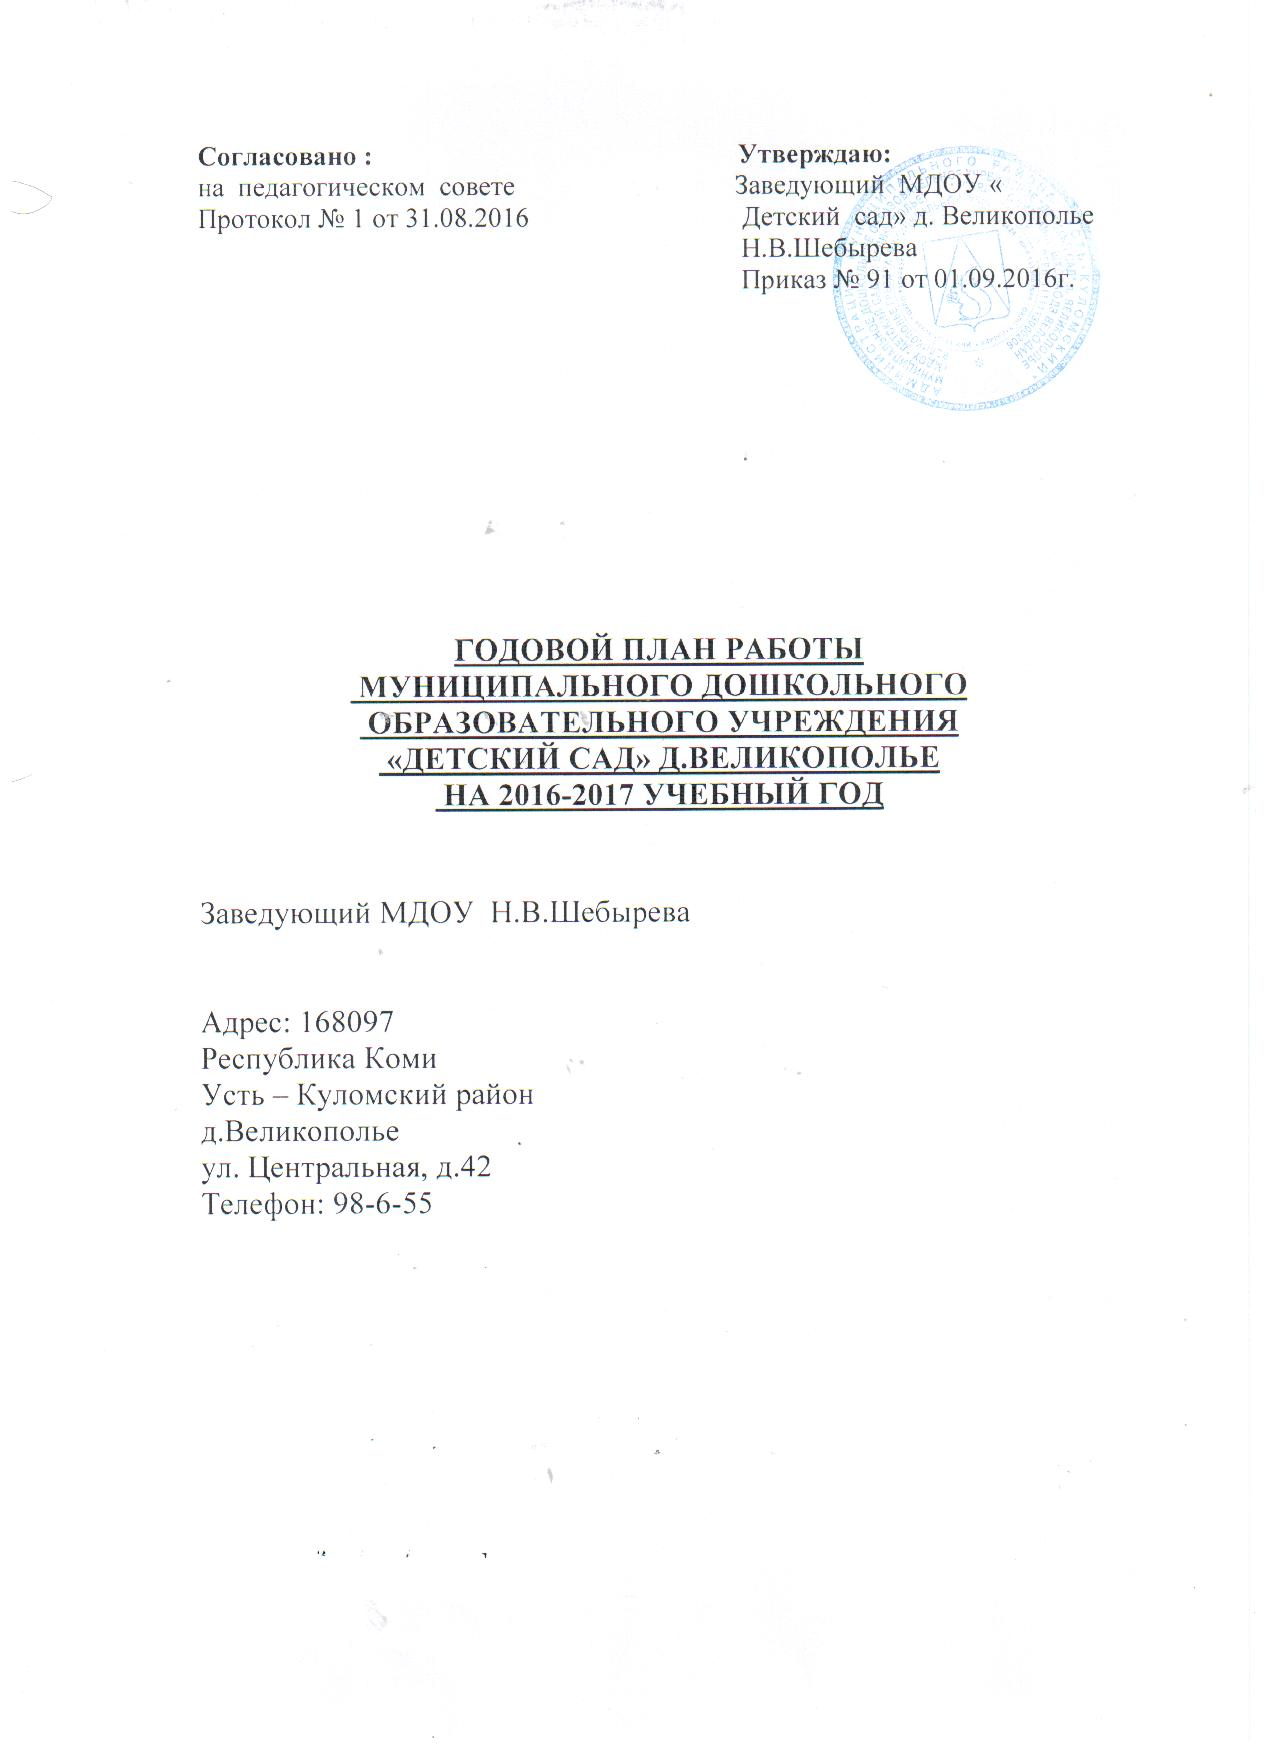 Согласовано :
на педагогическом совете
Протокол № 1 от 31.08.2016
Утверждаю:
Заведующий МДОУ «
Детский сад» д. Великополье
Н.В.Шебырева
Приказ № 91 от 01.09.2016г.
ГОДОВОЙ ПЛАН РАБОТЫ
МУНИЦИПАЛЬНОГО ДОШКОЛЬНОГО
ОБРАЗОВАТЕЛЬНОГО УЧРЕЖДЕНИЯ
«ДЕТСКИЙ САД» Д.ВЕЛИКОПОЛЬЕ
НА 2016-2017 УЧЕБНЫЙ ГОД
Заведующий МДОУ Н.В.Шебырева
Адрес: 168097
Республика Коми
Усть – Куломский район
д.Великополье
ул. Центральная, д.42
Телефон: 98-6-55